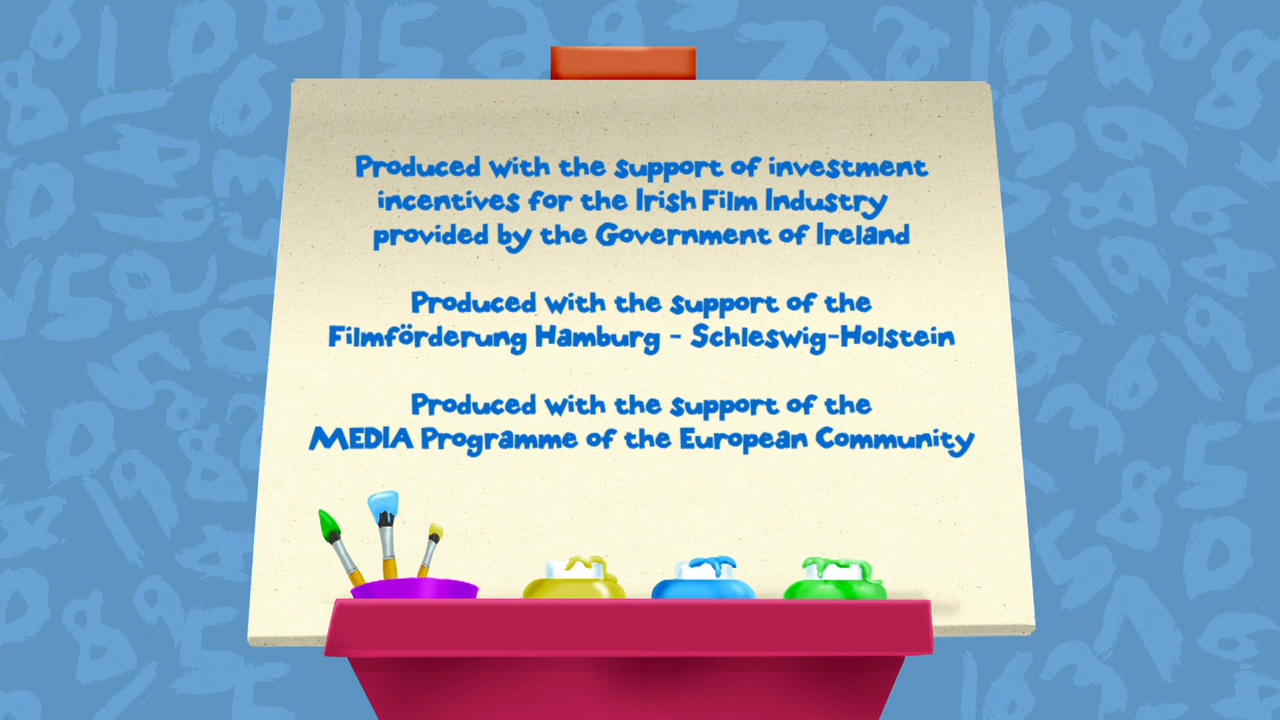 Produced with the support of investment
incentives for the Irish Film Industry
provided by the Government of Ireland
Produced with the support of the
Filmförderung Hamburg - Schleswig-Holstein
Produced with the support of the
MEDIA Programme of the European Community